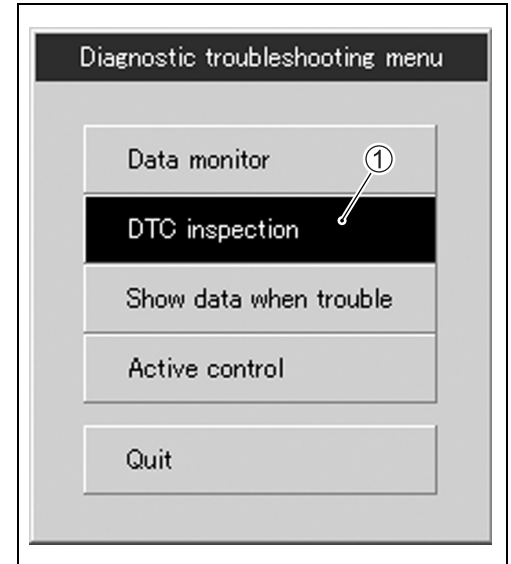 Diagnostic troubleshooting menu
Data monitor
①
DTC inspection
Show data when trouble
Active control
Quit